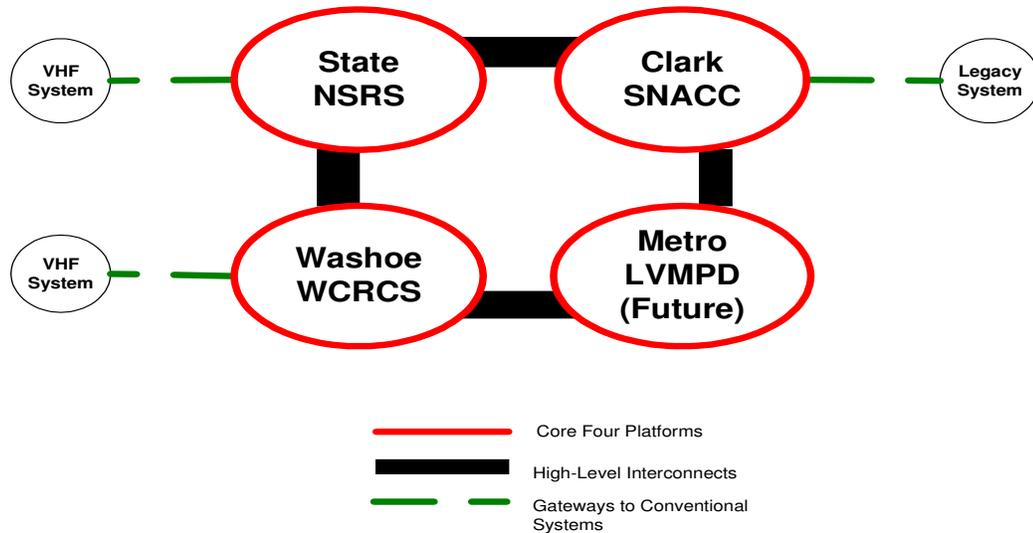 VHF
System
State
NSRS
Clark
SNACC
Legacy
System
VHF
System
Washoe
WCRCS
Metro
LVMPD
(Future)
Core Four Platforms
High-Level Interconnects
Gateways to Conventional
Systems